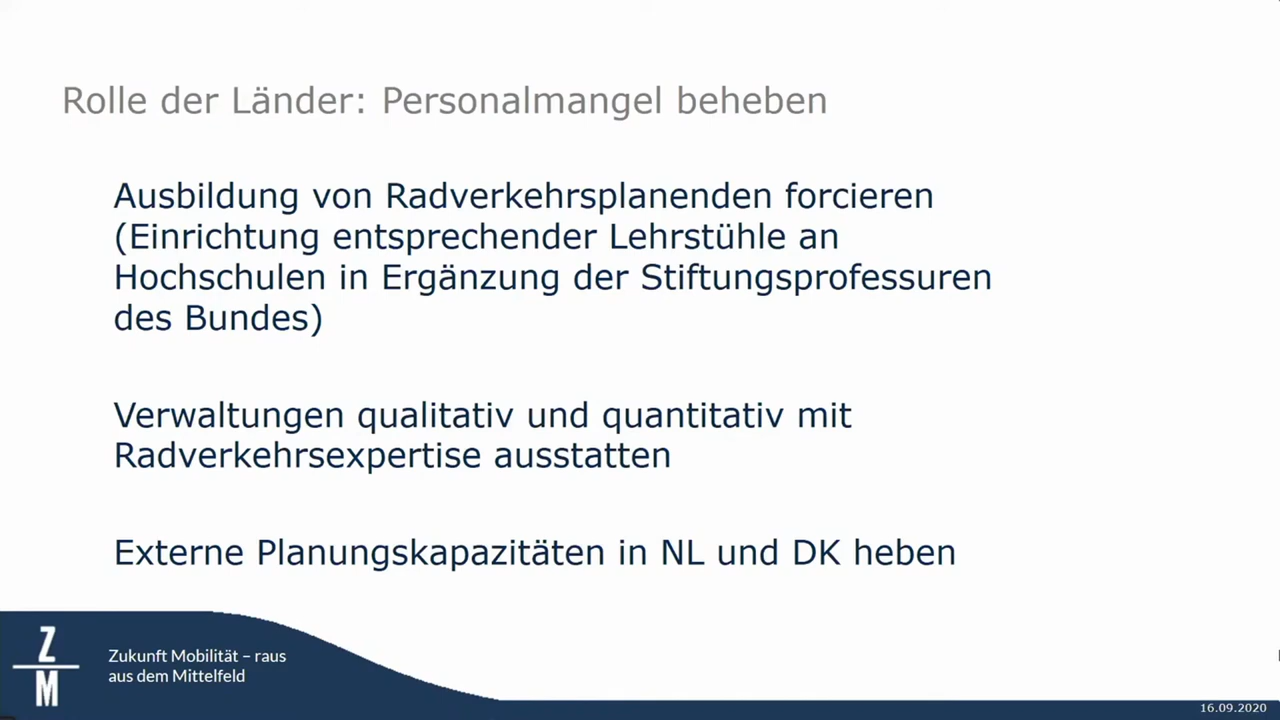 Rolle der Länder: Personalmangel beheben
Ausbildung von Radverkehrsplanenden forcieren
(Einrichtung entsprechender Lehrstühle an
Hochschulen in Ergänzung der Stiftungsprofessuren
des Bundes)
Verwaltungen qualitativ und quantitativ mit
Radverkehrsexpertise ausstatten
Externe Planungskapazitäten in NL und DK heben
Z
M
Zukunft Mobilität – raus
aus dem Mittelfeld
16.09.2020